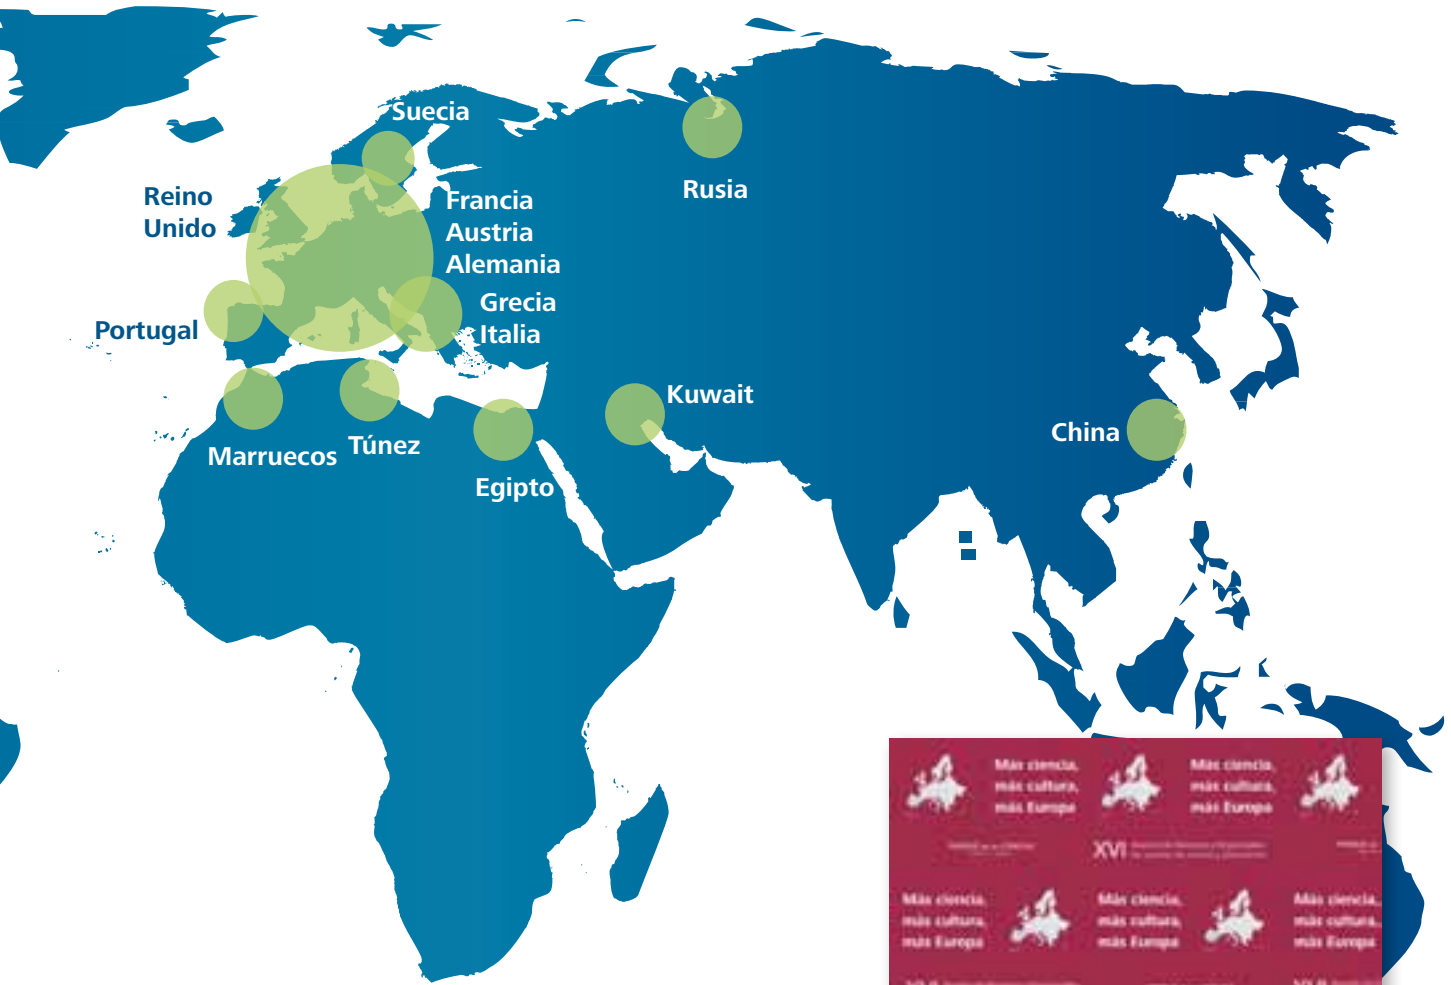 Suecia
Reino
Unido
Francia
Austria
Alemania
Rusia
Grecia
Italia
Portugal
Kuwait
China
Marruecos
Túnez
Egipto
Más ciencia,
más cultura,
más Europa
Más ciencia,
más cultura,
más Europa
XVI
Más ciencia,
más cultura,
más Europa
Más ciencia,
más cultura,
más Europa
Más ciencia,
más cultura,
más Europa